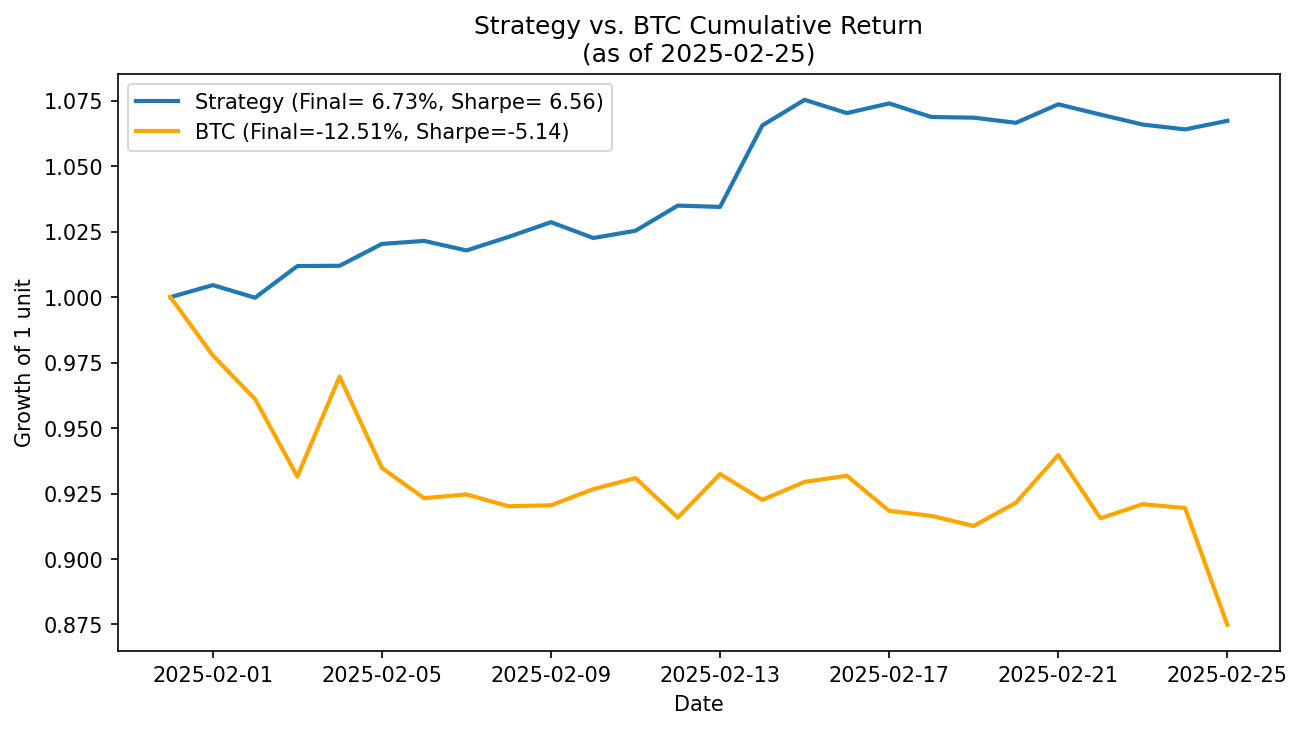 Strategy vs. BTC Cumulative Return
(as of 2025-02-25)
Strategy (Final= 6.73%, Sharpe= 6.56)
BTC (Final=-12.51%, Sharpe=-5.14)
Growth of 1 unit
1.075
1.050
1.025
1.000
0.975
0.950
0.925
0.900
0.875
2025-02-01
2025-02-05
2025-02-09
2025-02-13
2025-02-17
2025-02-21
2025-02-25
Date